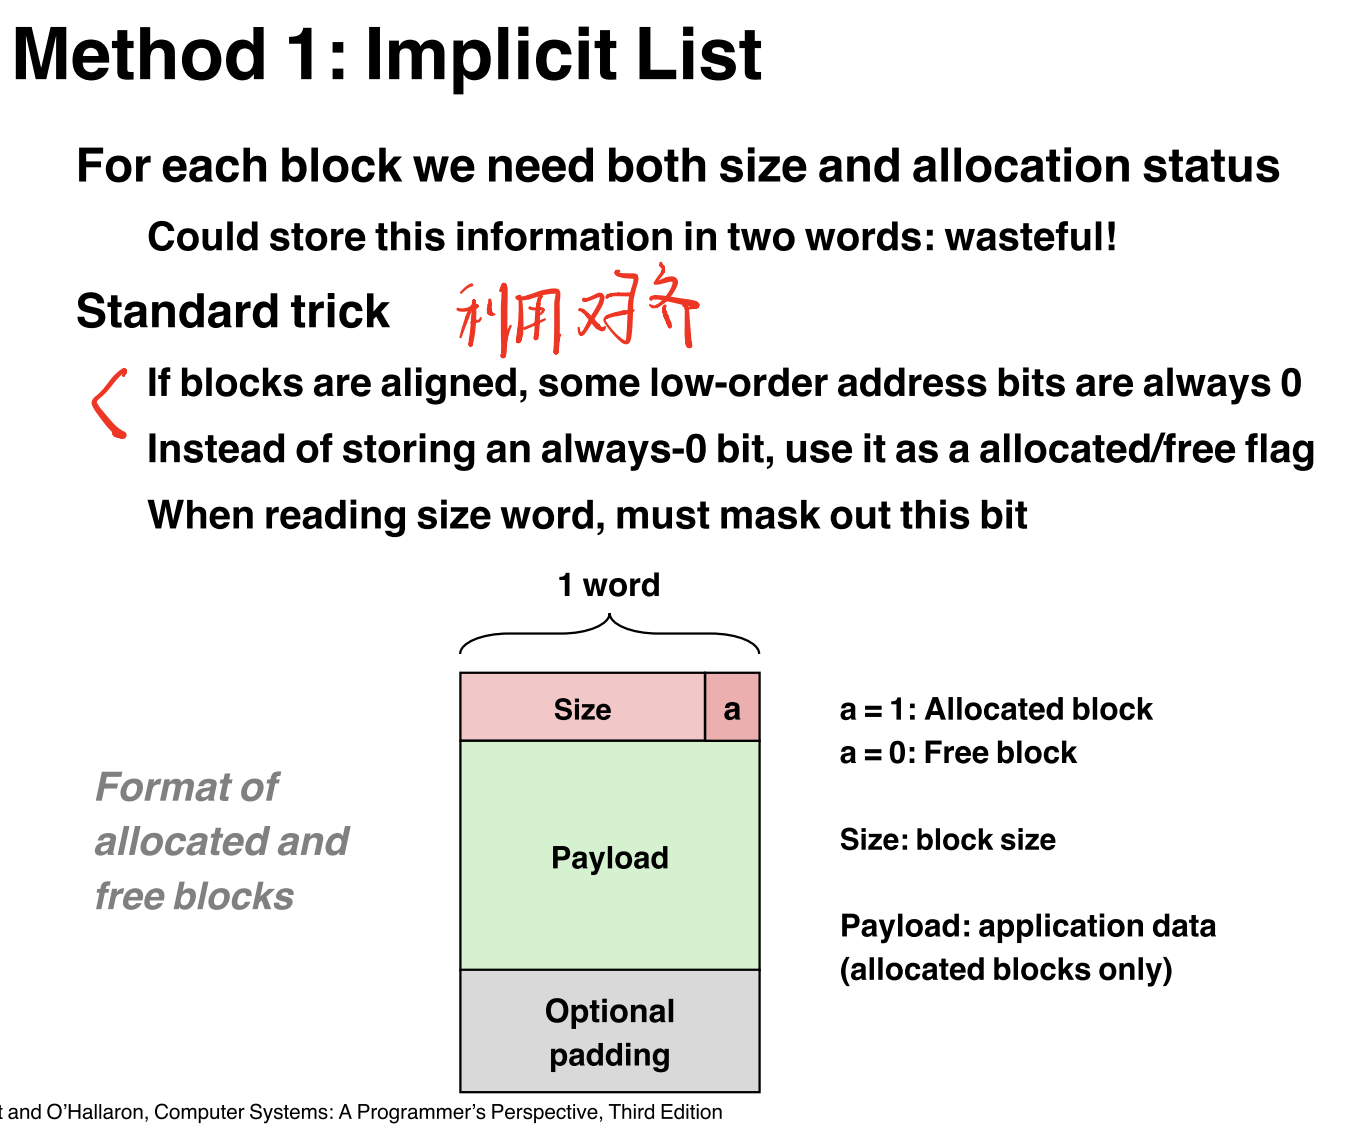 Method 1: Implicit List
For each block we need both size and allocation status
Could store this information in two words: wasteful!
Standard trick 利用对齐
If blocks are aligned, some low-order address bits are always 0
Instead of storing an always-0 bit, use it as a allocated/free flag
When reading size word, must mask out this bit
1 word
Size a
a = 1: Allocated block
a = 0: Free block
Format of
allocated and
free blocks
Payload
Size: block size
Payload: application data
(allocated blocks only)
Optional
padding
t and O'Hallaron, Computer Systems: A Programmer's Perspective, Third Edition